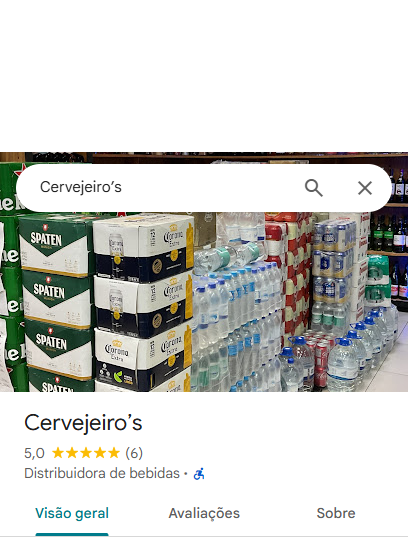 Cervejeiro’s
SPATEN
SPATEN
SPATEN
SPATEN
Corona
Extra
Corona
Extra
Corona
Extra
Cervejeiro’s
5,0 ★★★★★ (6)
Distribuidora de bebidas ·
Visão geral
Avaliações
Sobre